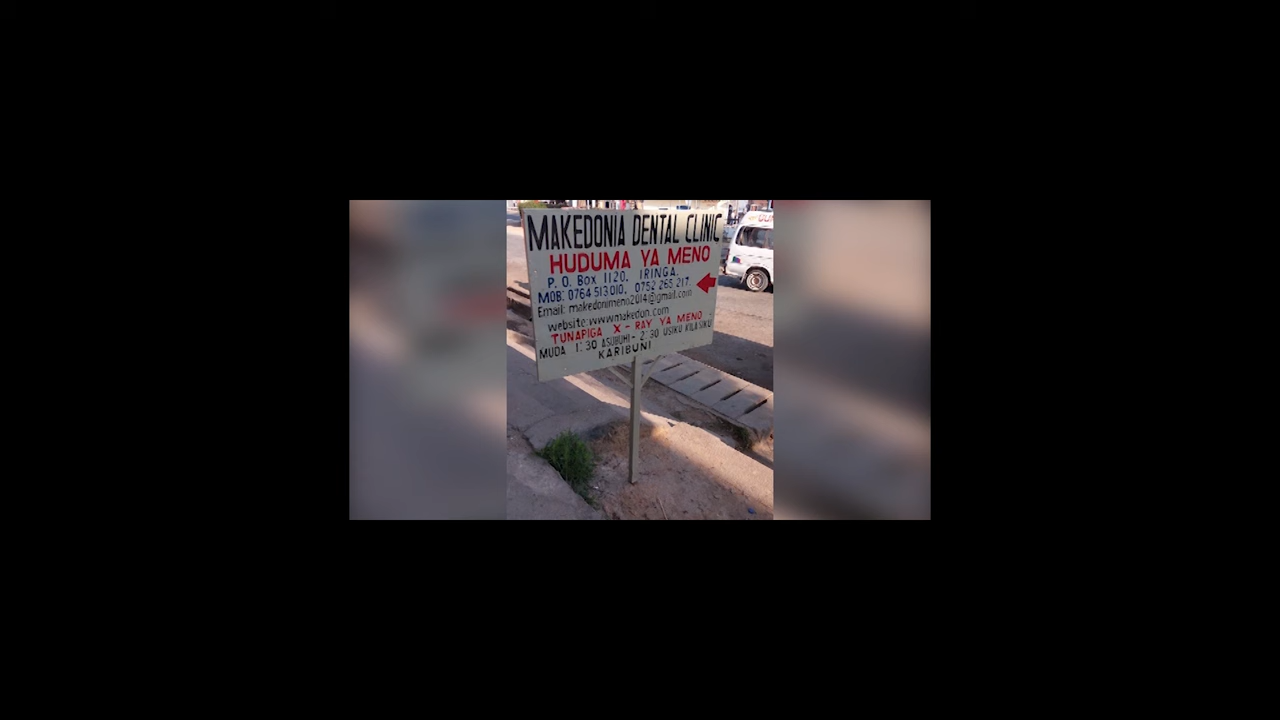 MAKEDONIA DENTAL CLINIC
HUDUMA YA MENO
P. O. Box 1120, IRINGA.
MOB: 0764 513010, 0752 265 217.
Email: makedonimeno2014@gmail.com
website: www.makedon.com
TUNAPIGA X - RAY YA MENO
MUDA 1:30 ASUBUHI - 2:30 USIKU KILA SIKU
KARIBUNI